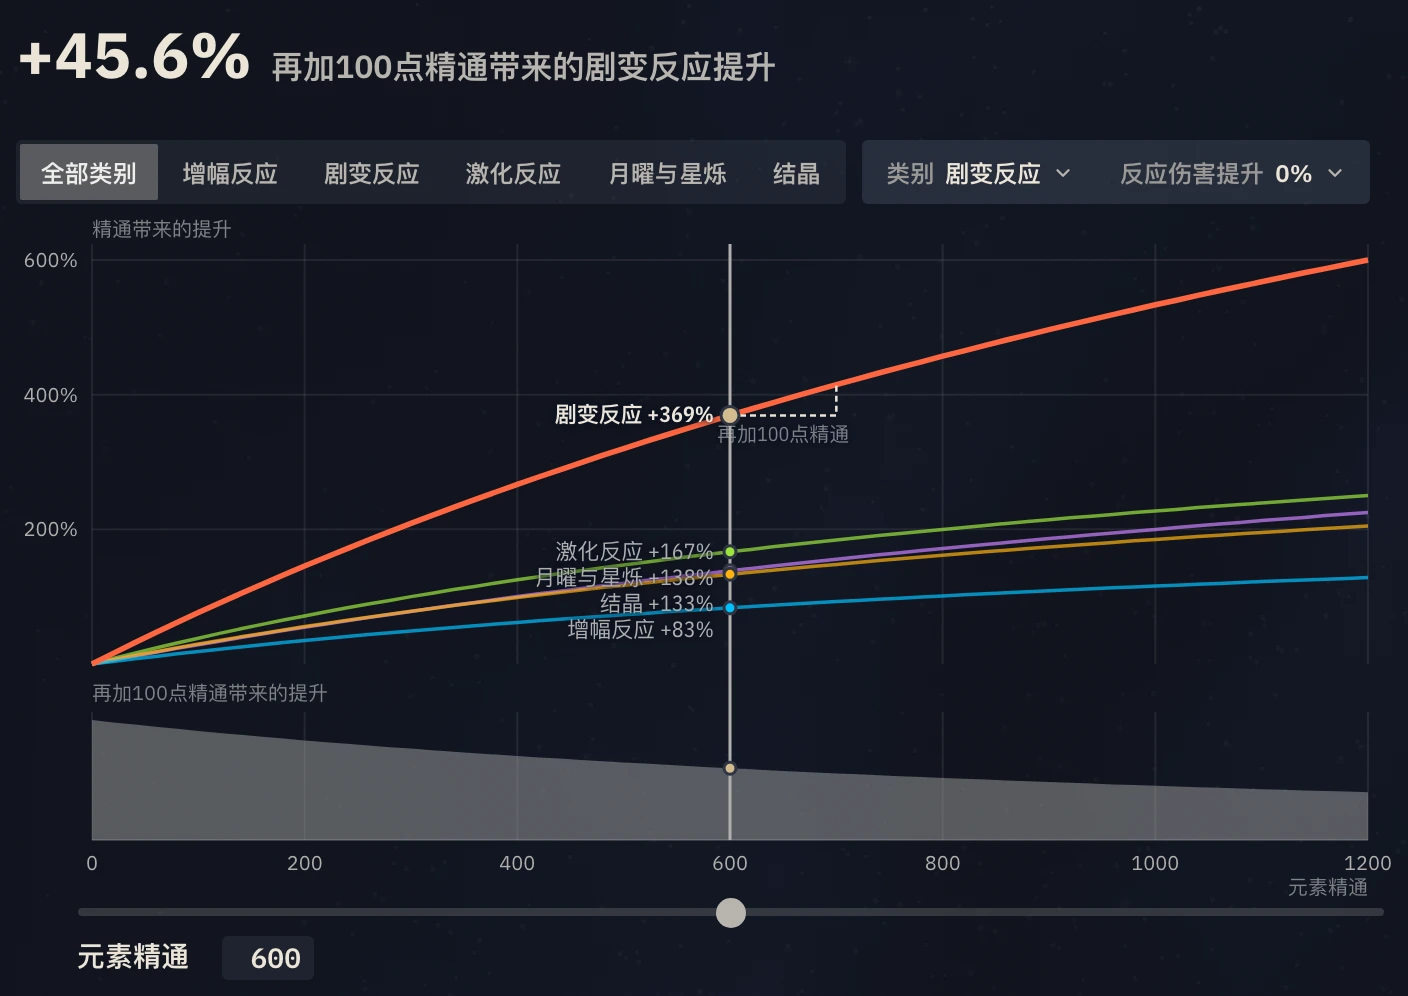 +45.6% 再加100点精通带来的剧变反应提升
全部类别 增幅反应 剧变反应 激化反应 月曜与星烁 结晶 类别 剧变反应 反应伤害提升 0%
精通带来的提升
600%
400%
剧变反应 +369%
再加100点精通
200%
激化反应 +167%
月曜与星烁 +138%
结晶 +133%
增幅反应 +83%
再加100点精通带来的提升
0 200 400 600 800 1000 1200
元素精通
元素精通 600